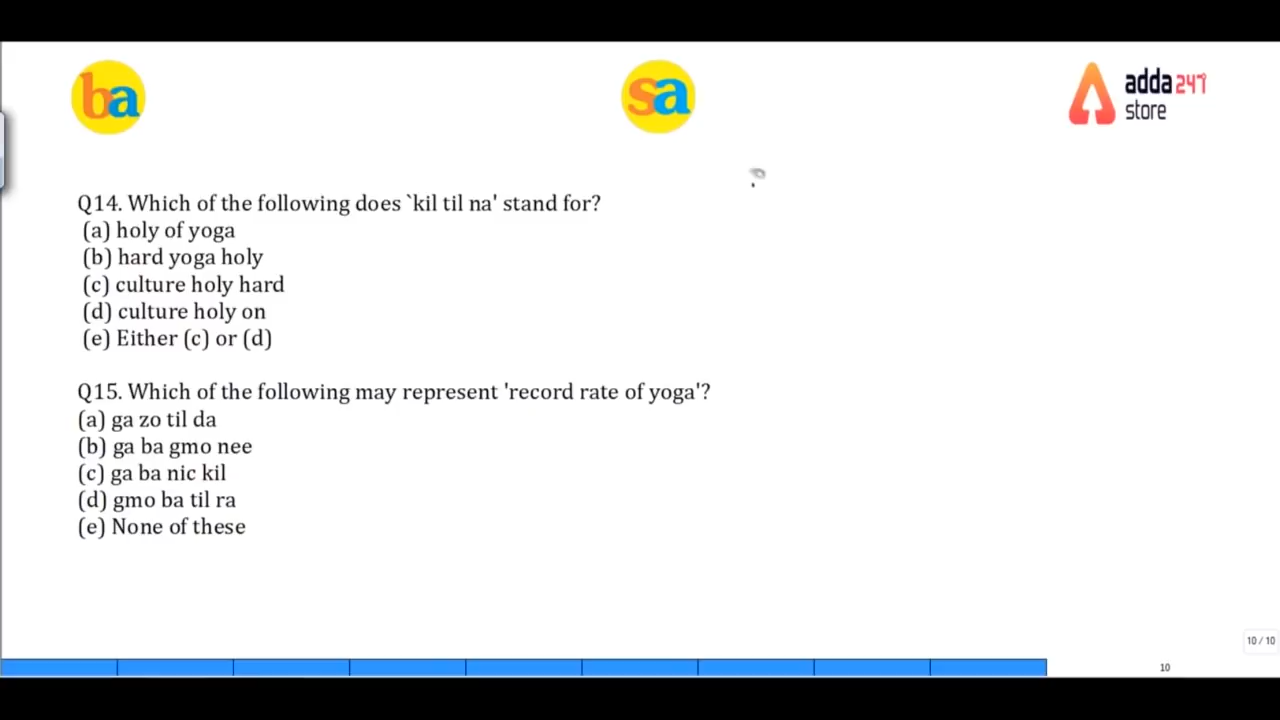 ba
sa
adda 247
store
Q14. Which of the following does `kil til na' stand for?
(a) holy of yoga
(b) hard yoga holy
(c) culture holy hard
(d) culture holy on
(e) Either (c) or (d)
Q15. Which of the following may represent 'record rate of yoga'?
(a) ga zo til da
(b) ga ba gmo nee
(c) ga ba nic kil
(d) gmo ba til ra
(e) None of these
10 / 10
10